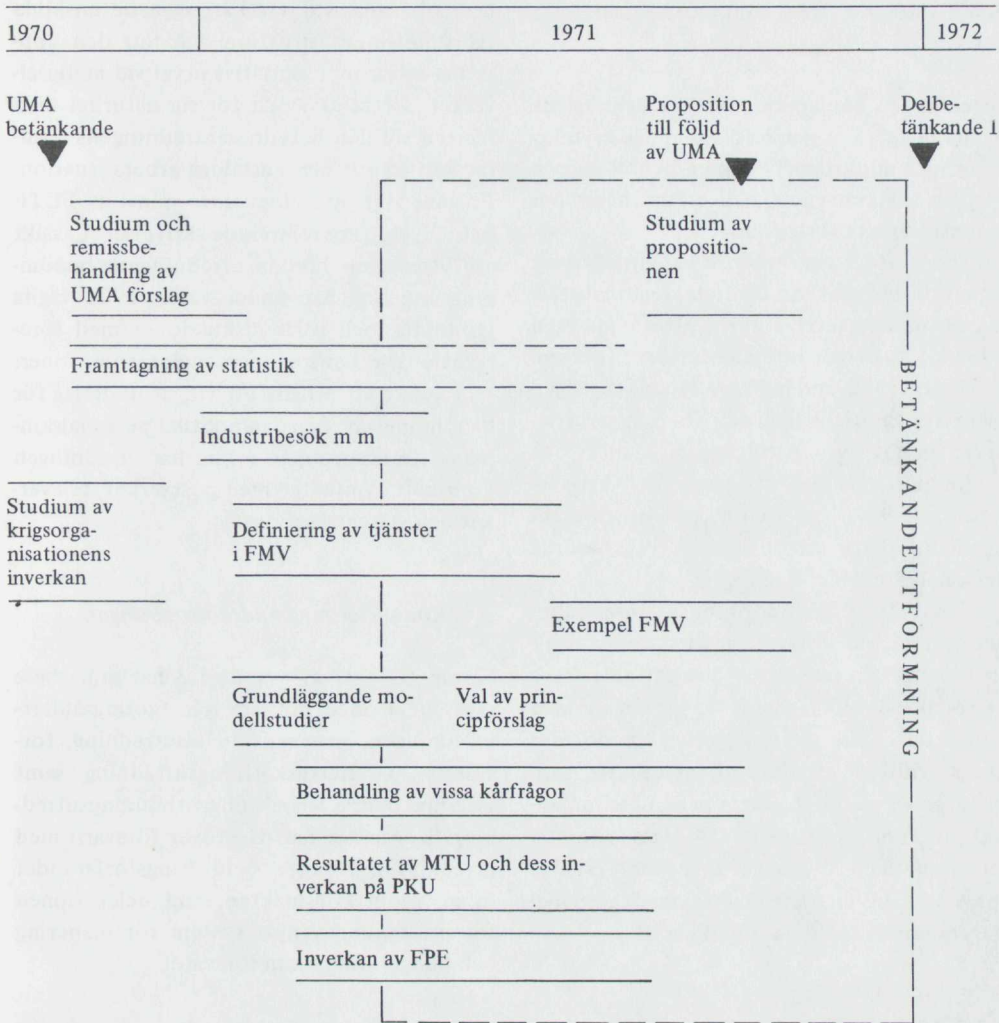 1970
1971
1972
UMA
betänkande
Proposition
till följd
av UMA
Delbe-
tänkande 1
Studium och
remissbe-
handling av
UMA förslag
Studium av
propositio-
nen
Framtagning av statistik
Industribesök m m
Studium av
krigsorga-
nisationens
inverkan
Definiering av tjänster
i FMV
Exempel FMV
Grundläggande mo-
dellstudier
Val av prin-
cipförslag
Behandling av vissa kårfrågor
Resultatet av MTU och dess in-
verkan på PKU
Inverkan av FPE
BETÄNKANDEUTFORMNING